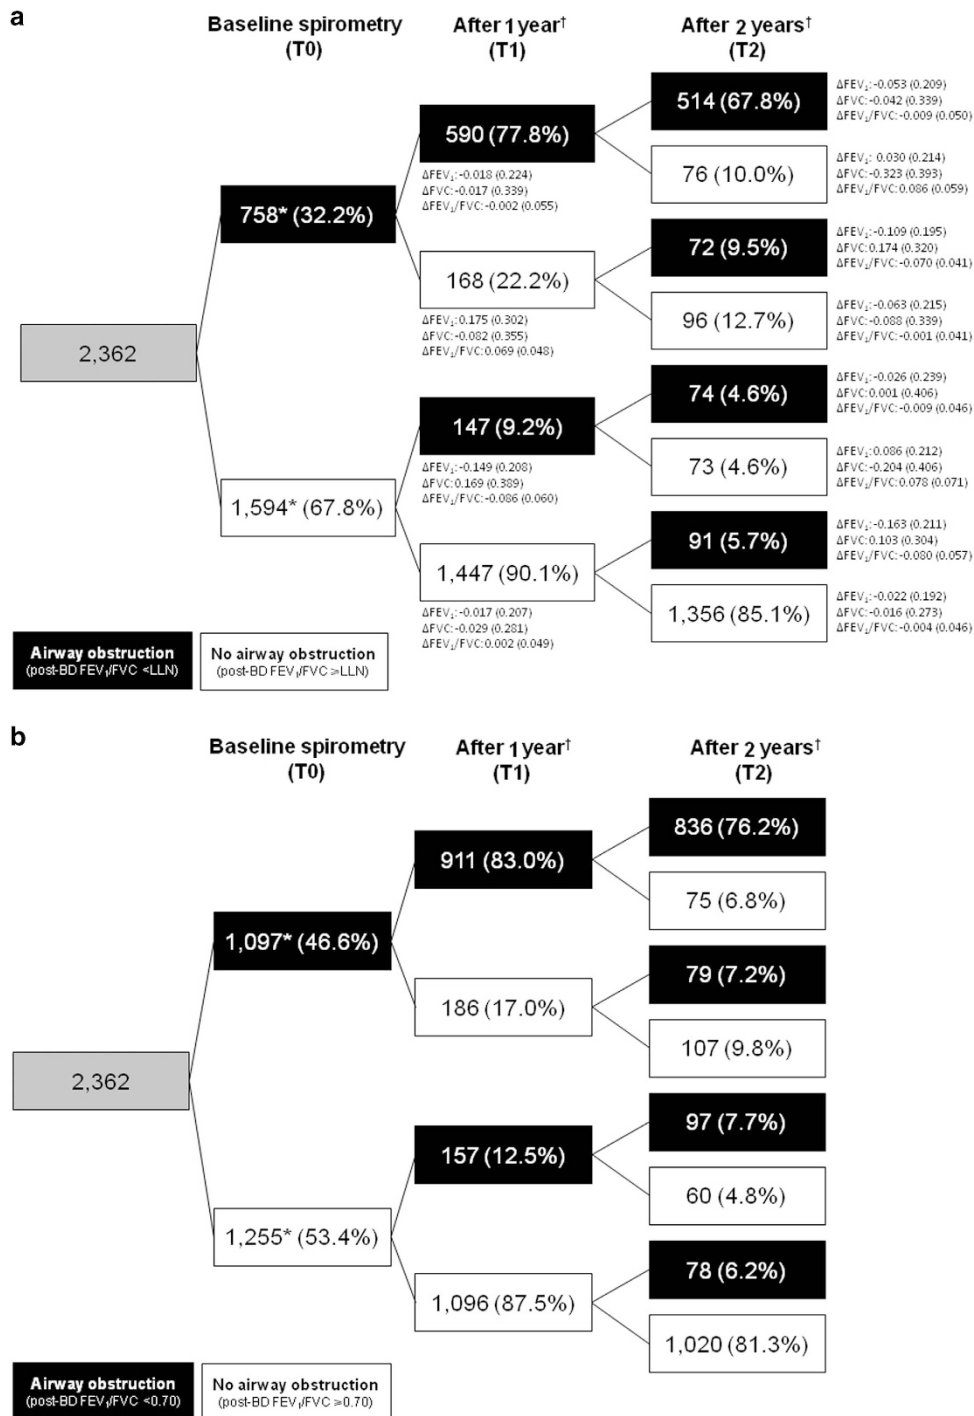 a
Baseline spirometry
(T0)
After 1 year†
(T1)
After 2 years†
(T2)
2,362
758* (32.2%)
1,594* (67.8%)
590 (77.8%)
ΔFEV₁:-0.018 (0.224)
ΔFVC:-0.017 (0.339)
ΔFEV₁/FVC:-0.002 (0.055)
168 (22.2%)
ΔFEV₁:0.175 (0.302)
ΔFVC:-0.082 (0.355)
ΔFEV₁/FVC:0.069 (0.048)
147 (9.2%)
ΔFEV₁:-0.149 (0.208)
ΔFVC:0.169 (0.389)
ΔFEV₁/FVC:-0.086 (0.060)
1,447 (90.1%)
ΔFEV₁:-0.017 (0.207)
ΔFVC:-0.029 (0.281)
ΔFEV₁/FVC:0.002 (0.049)
514 (67.8%)
ΔFEV₁:-0.053 (0.209)
ΔFVC:-0.042 (0.339)
ΔFEV₁/FVC:-0.009 (0.050)
76 (10.0%)
ΔFEV₁: 0.030 (0.214)
ΔFVC:-0.323 (0.393)
ΔFEV₁/FVC:0.086 (0.059)
72 (9.5%)
ΔFEV₁:-0.109 (0.195)
ΔFVC:0.174 (0.320)
ΔFEV₁/FVC:-0.070 (0.041)
96 (12.7%)
ΔFEV₁:-0.063 (0.215)
ΔFVC:-0.088 (0.339)
ΔFEV₁/FVC:-0.001 (0.041)
74 (4.6%)
ΔFEV₁:-0.026 (0.239)
ΔFVC:0.001 (0.406)
ΔFEV₁/FVC:-0.009 (0.046)
73 (4.6%)
ΔFEV₁:0.086 (0.212)
ΔFVC:-0.204 (0.406)
ΔFEV₁/FVC:0.078 (0.071)
91 (5.7%)
ΔFEV₁:-0.163 (0.211)
ΔFVC:0.103 (0.304)
ΔFEV₁/FVC:-0.080 (0.057)
1,356 (85.1%)
ΔFEV₁:-0.022 (0.192)
ΔFVC:-0.016 (0.273)
ΔFEV₁/FVC:-0.004 (0.046)
Airway obstruction
(post-BD FEV₁/FVC <LLN)
No airway obstruction
(post-BD FEV₁/FVC ≥LLN)
b
Baseline spirometry
(T0)
After 1 year†
(T1)
After 2 years†
(T2)
2,362
1,097* (46.6%)
1,255* (53.4%)
911 (83.0%)
186 (17.0%)
157 (12.5%)
1,096 (87.5%)
836 (76.2%)
75 (6.8%)
79 (7.2%)
107 (9.8%)
97 (7.7%)
60 (4.8%)
78 (6.2%)
1,020 (81.3%)
Airway obstruction
(post-BD FEV₁/FVC <0.70)
No airway obstruction
(post-BD FEV₁/FVC ≥0.70)